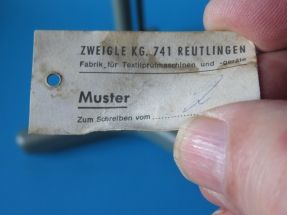 ZWEIGLE KG. 741 REUTLINGEN
Fabrik für Textilprüfmaschinen und -geräte
Muster
Zum Schreiben vom